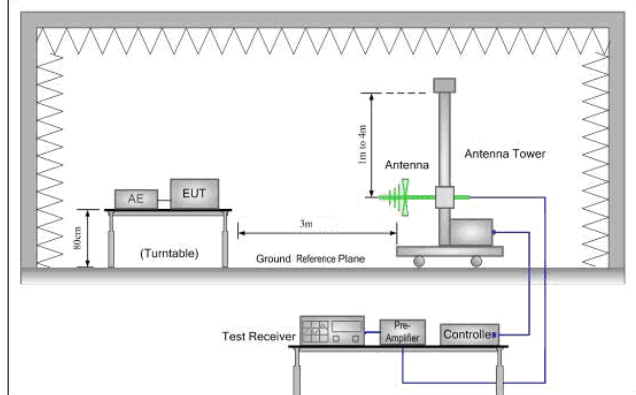 1m to 4m
Antenna
Antenna Tower
AE
EUT
80cm
(Turntable)
3m
Ground Reference Plane
Test Receiver
Pre-
Amplifier
Controller